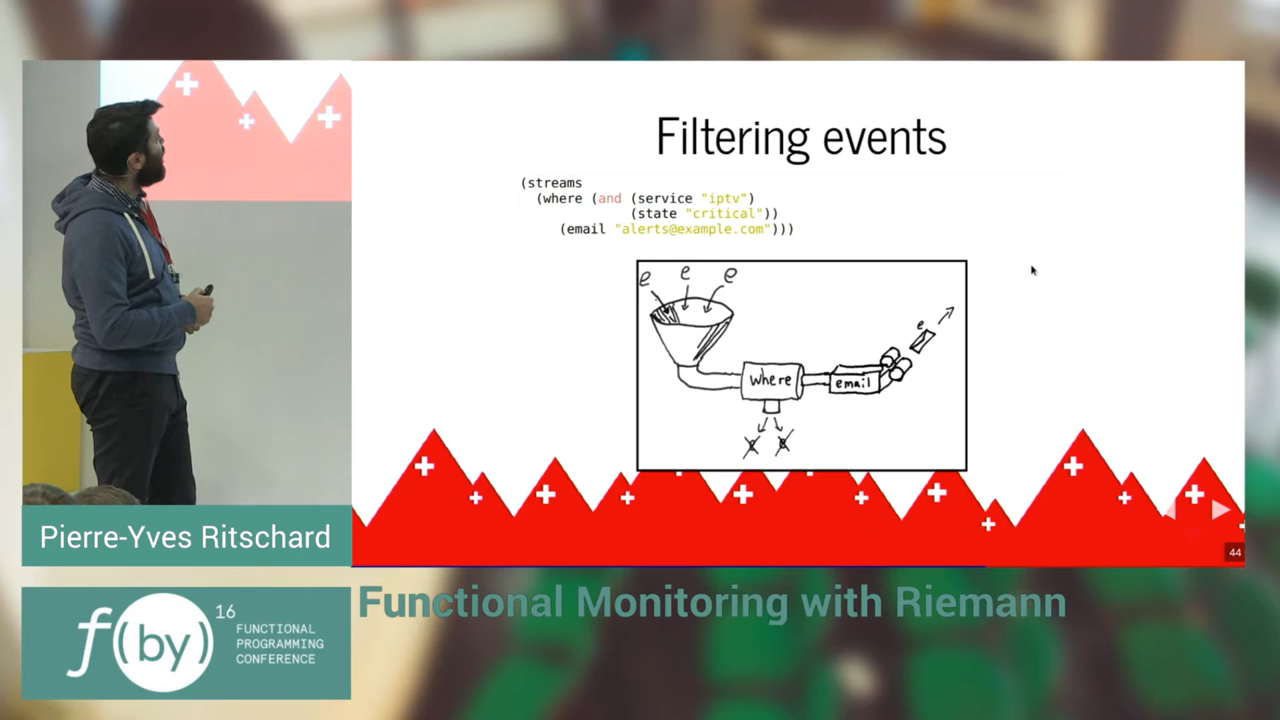 Filtering events
(streams
(where (and (service "iptv")
(state "critical"))
(email "alerts@example.com")))
e e e
e
where
email
44
Pierre-Yves Ritschard
Functional Monitoring with Riemann
f(by) 16
FUNCTIONAL
PROGRAMMING
CONFERENCE